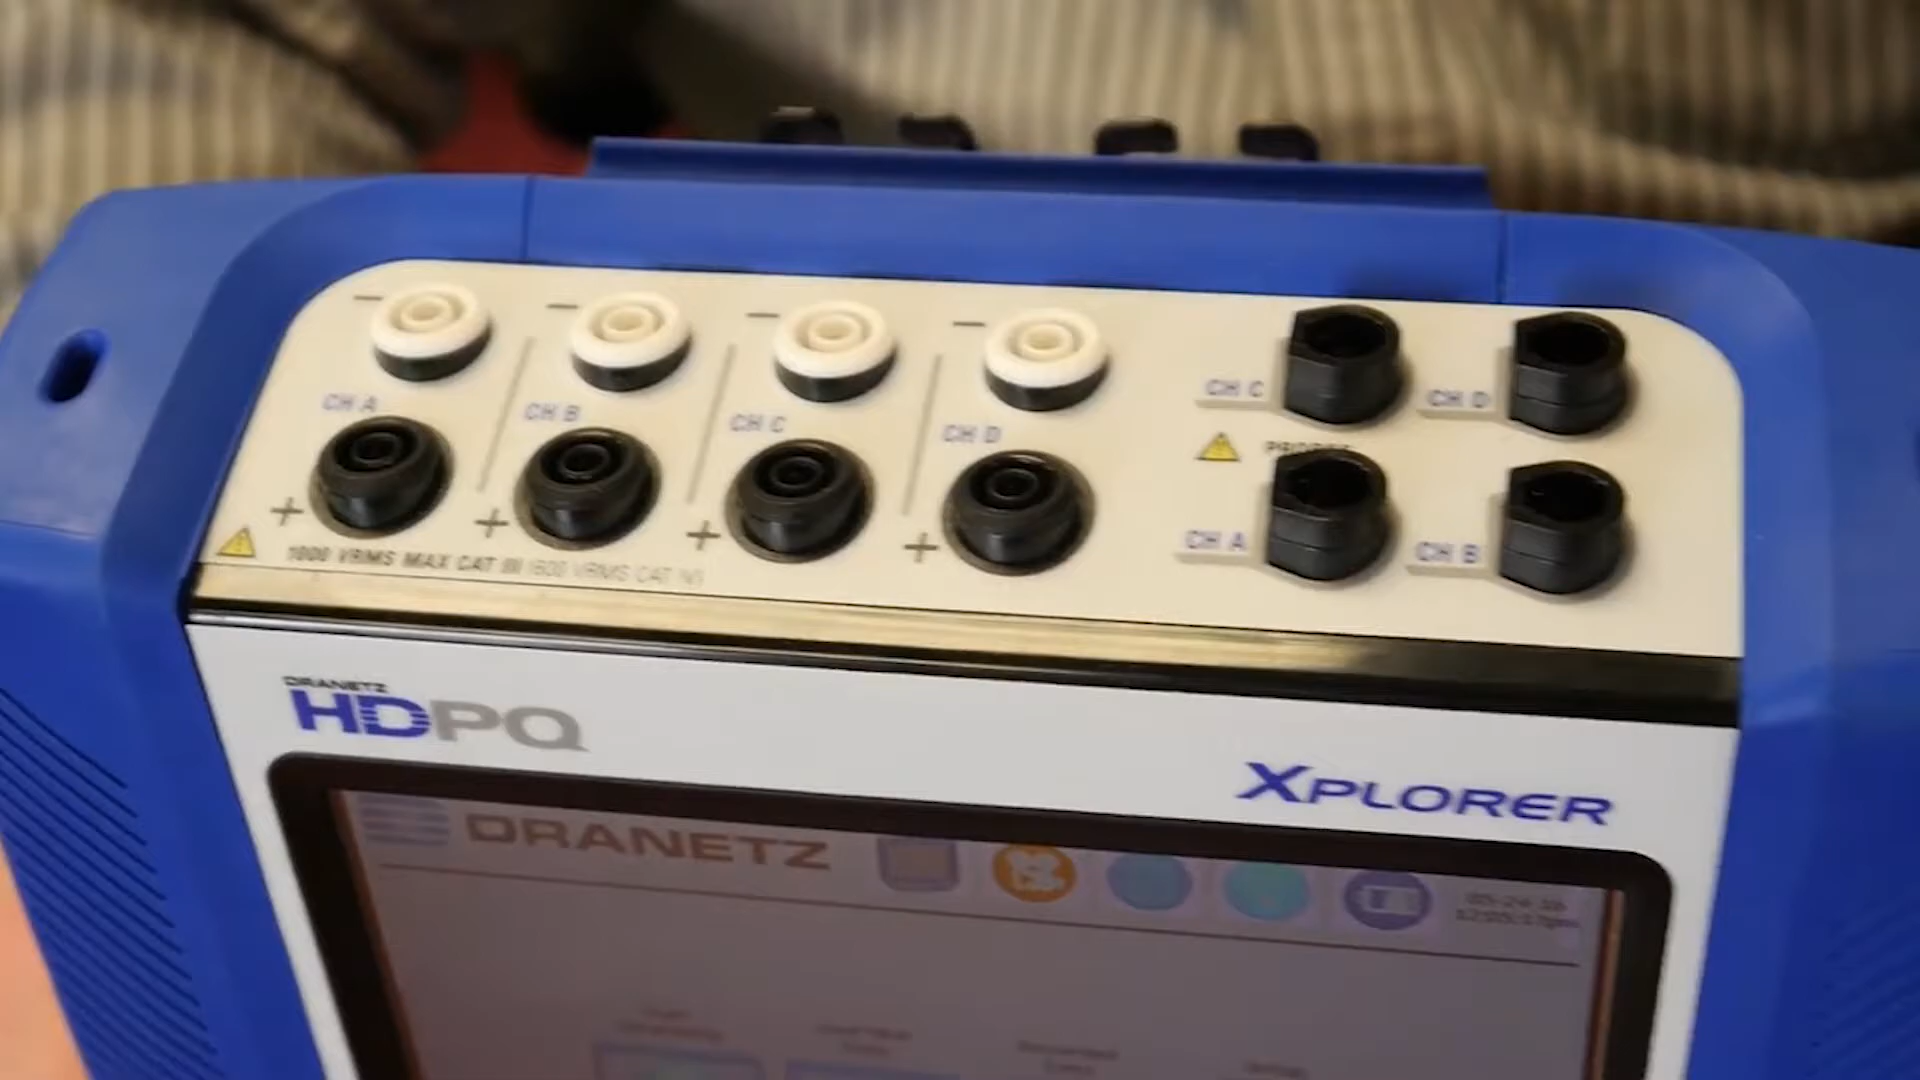 − − − −
CH A CH B CH C CH D
+ + + +
1000 VRMS MAX CAT III (600 VRMS CAT IV)
CH C CH D
CH A CH B
DRANETZ
HDPQ
XPLORER
DRANETZ